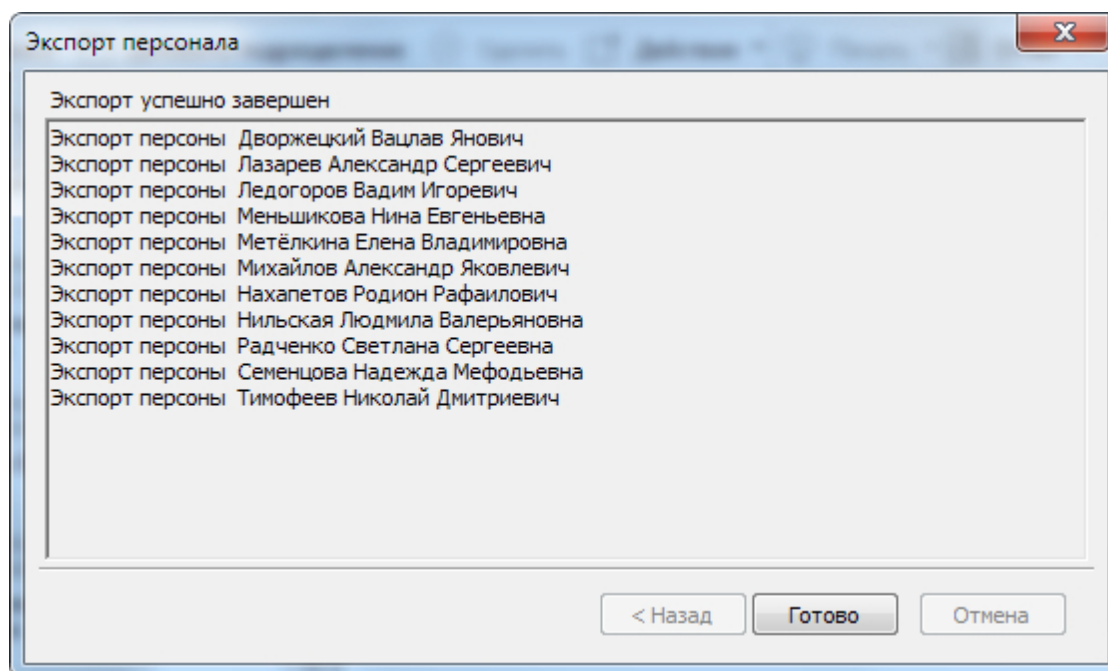 Экспорт персонала
Экспорт успешно завершен
Экспорт персоны Дворжецкий Вацлав Янович
Экспорт персоны Лазарев Александр Сергеевич
Экспорт персоны Ледогоров Вадим Игоревич
Экспорт персоны Меньшикова Нина Евгеньевна
Экспорт персоны Метёлкина Елена Владимировна
Экспорт персоны Михайлов Александр Яковлевич
Экспорт персоны Нахапетов Родион Рафаилович
Экспорт персоны Нильская Людмила Валерьяновна
Экспорт персоны Радченко Светлана Сергеевна
Экспорт персоны Семенцова Надежда Мефодьевна
Экспорт персоны Тимофеев Николай Дмитриевич
< Назад Готово Отмена